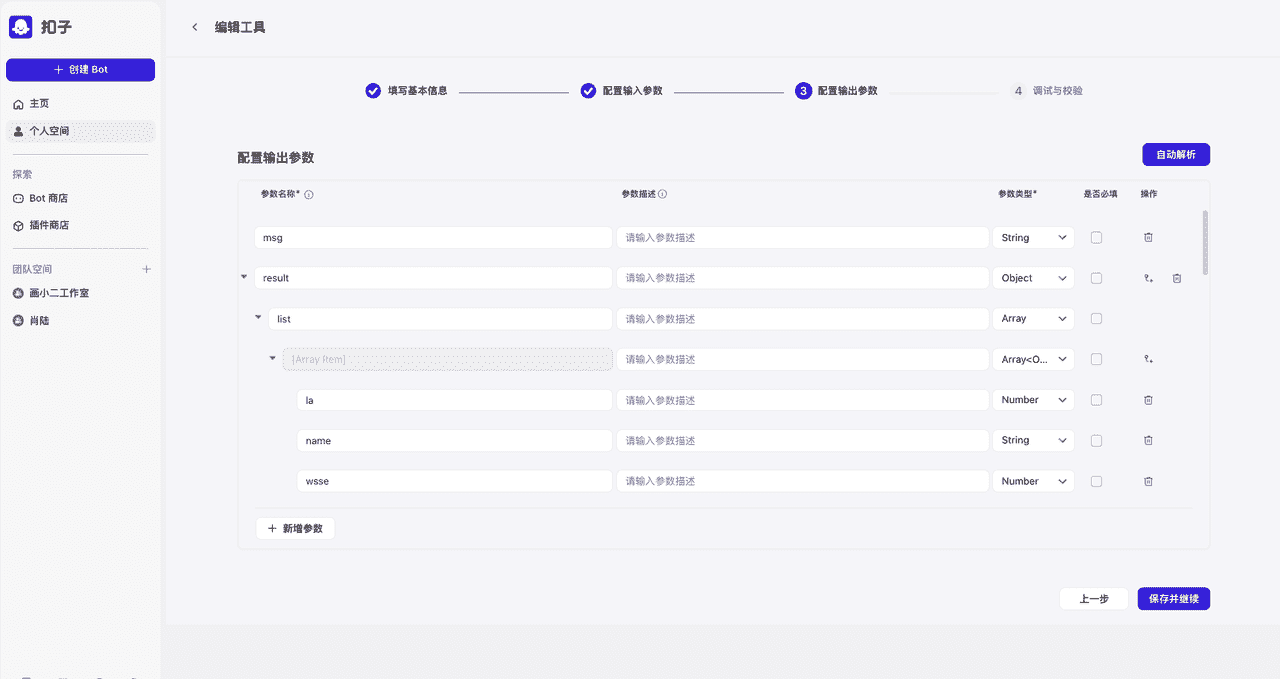 扣子
编辑工具
+ 创建 Bot
主页
个人空间
探索
Bot 商店
插件商店
团队空间 +
画小二工作室
肖陆
填写基本信息 配置输入参数 3 配置输出参数 4 调试与校验
配置输出参数 自动解析
参数名称* 参数描述 参数类型* 是否必填 操作
msg 请输入参数描述 String
result 请输入参数描述 Object
list 请输入参数描述 Array
[Array Item] 请输入参数描述 Array<O...
la 请输入参数描述 Number
name 请输入参数描述 String
wsse 请输入参数描述 Number
+ 新增参数
上一步 保存并继续